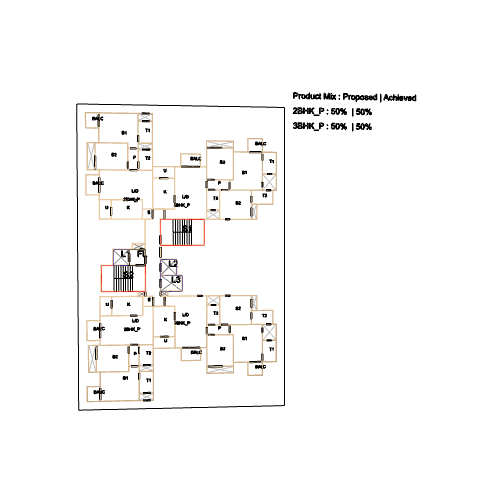 Product Mix : Proposed | Achieved
2BHK_P : 50% | 50%
3BHK_P : 50% | 50%
BALC
B1
T1
B2
P
T2
BALC
L/D
2BHK_P
U
K
BALC
U
K
L/D
3BHK_P
BALC
B3
B1
T1
P
T3
B2
T2
S1
L1
S2
L2
L3
U
K
L/D
2BHK_P
BALC
B2
P
T2
B1
T1
BALC
K
U
L/D
3BHK_P
BALC
T3
B2
T2
P
B1
B3
T1
BALC